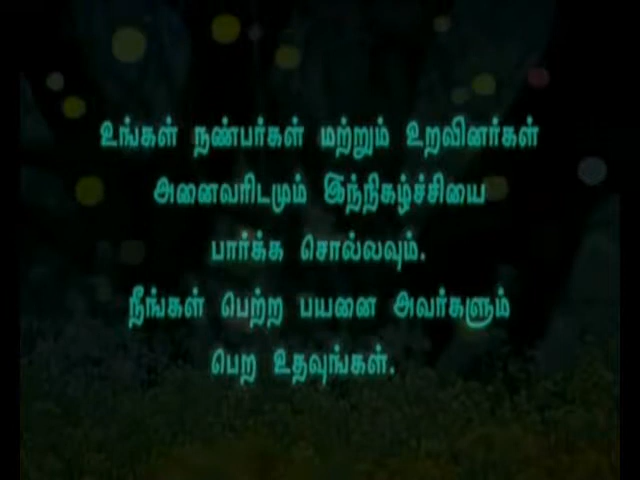 உங்கள் நண்பர்கள் மற்றும் உறவினர்கள்
அனைவரிடமும் இந்நிகழ்ச்சியை
பார்க்க சொல்லவும்.
நீங்கள் பெற்ற பயனை அவர்களும்
பெற உதவுங்கள்.